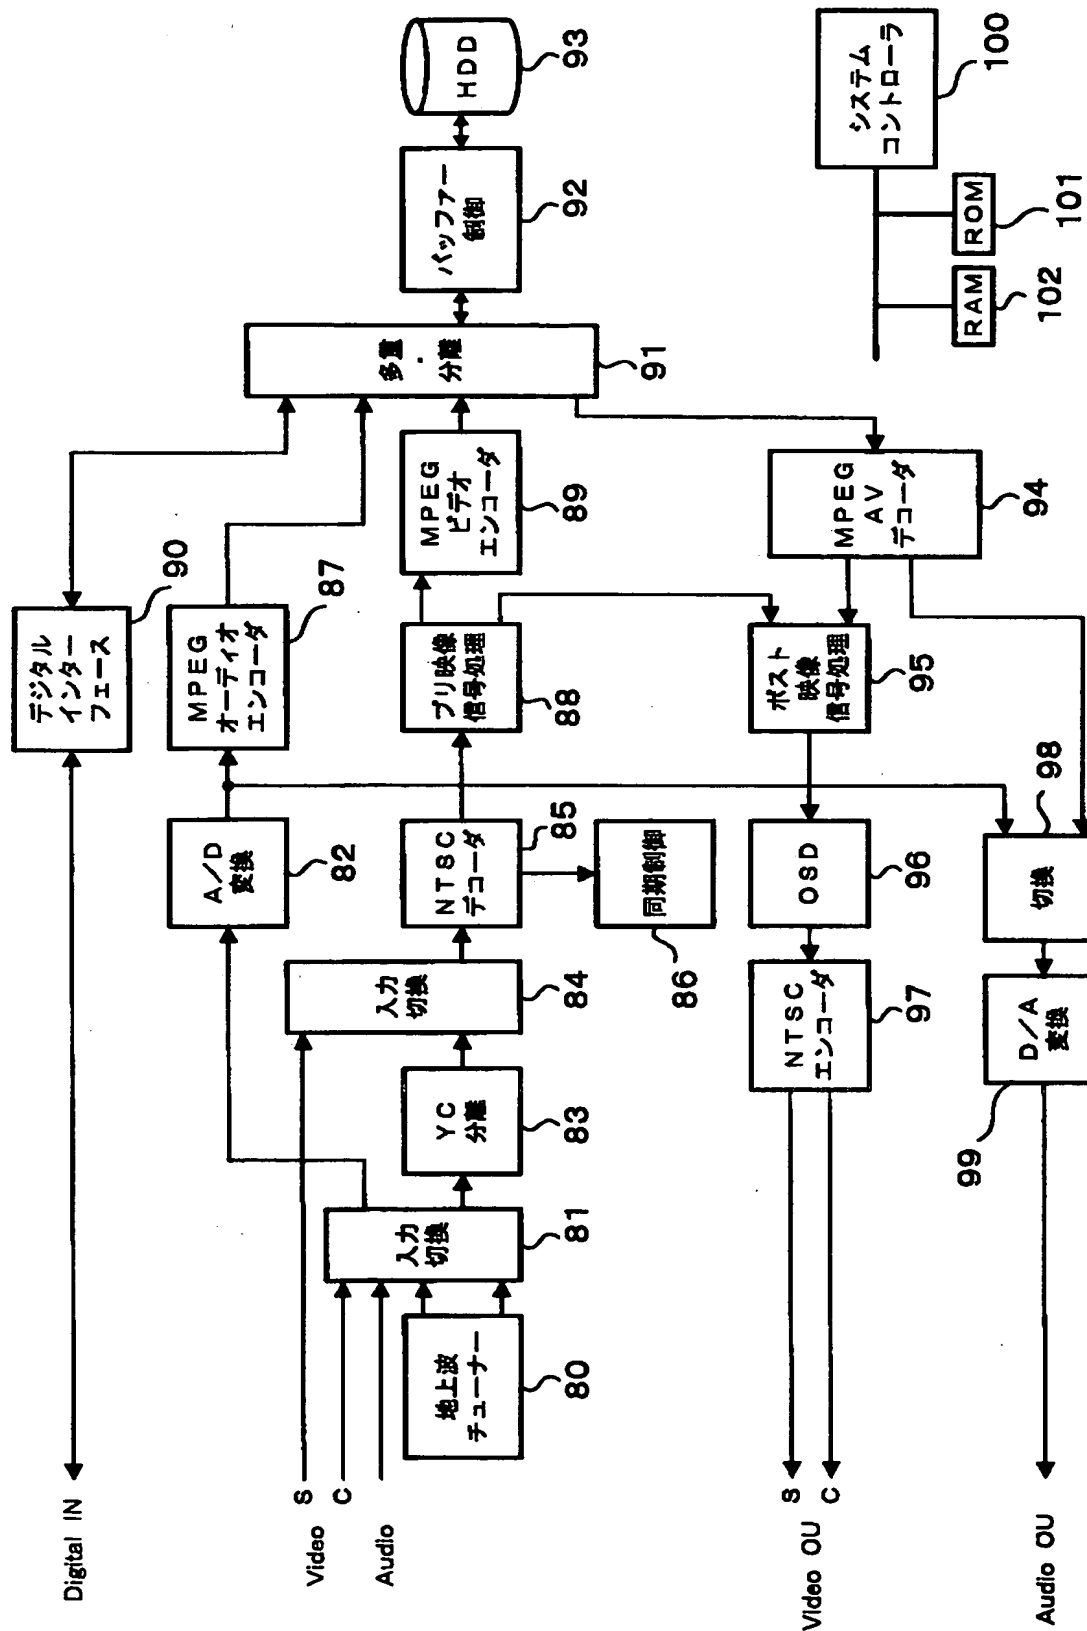 Digital IN
デジタル
インター
フェース
90
MPEG
オーディオ
エンコーダ
87
A/D
変換
82
Video
S
C
Audio
地上波
チューナー
80
入力
切換
81
YC
分離
83
入力
切換
84
NTSC
デコーダ
85
同期制御
86
プリ映像
信号処理
88
MPEG
ビデオ
エンコーダ
89
多重
・
分離
91
バッファー
制御
92
HDD
93
MPEG
AV
デコーダ
94
ポスト
映像
信号処理
95
OSD
96
NTSC
エンコーダ
97
Video OU
S
C
切換
98
D/A
変換
99
Audio OU
システム
コントローラ
100
ROM
101
RAM
102